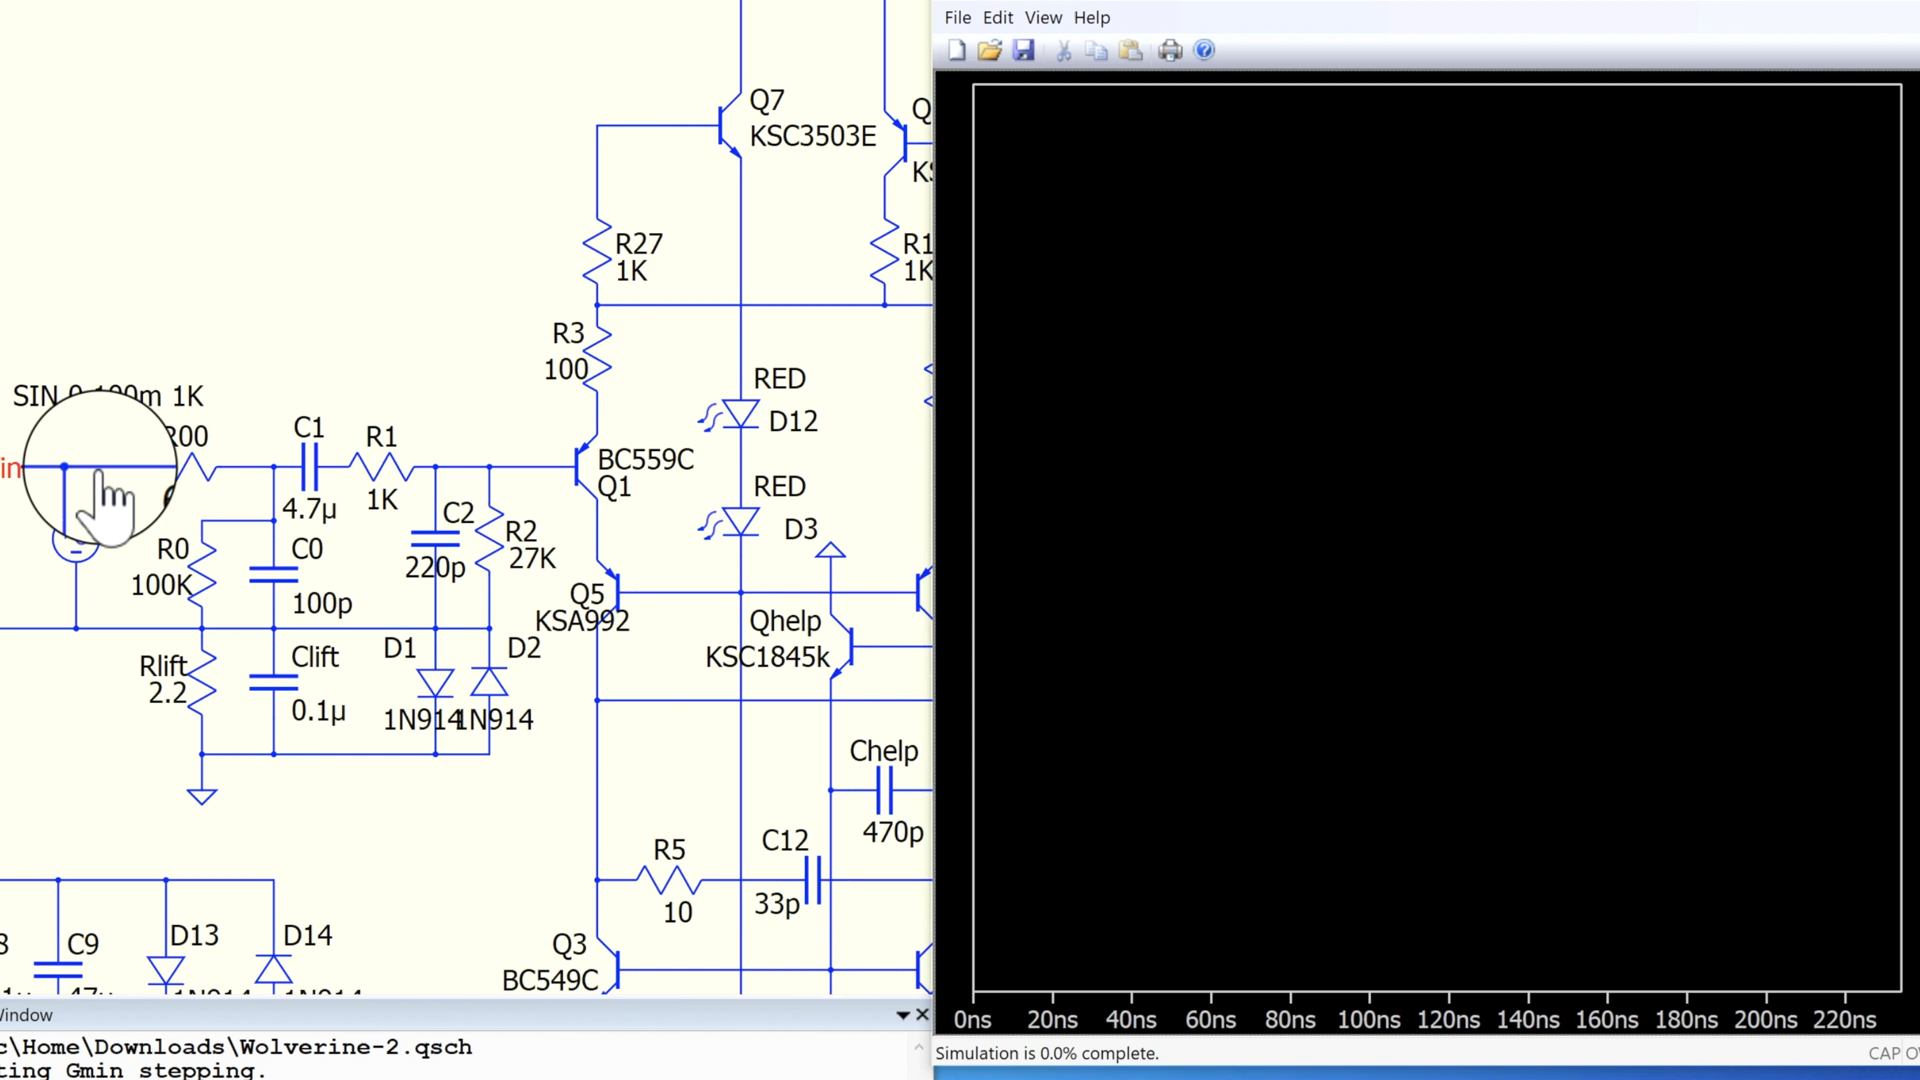 File Edit View Help
Q7
KSC3503E
Q
R27
1K
R1
1K
R3
100
RED
D12
SIN 0 100m 1K
in
R00
C1
4.7µ
R1
1K
BC559C
Q1
RED
D3
C2
220p
R2
27K
R0
100K
C0
100p
Q5
KSA992
Qhelp
KSC1845k
Rlift
2.2
Clift
0.1µ
D1
1N914
D2
1N914
Chelp
470p
R5
10
C12
33p
C9
D13
D14
Q3
BC549C
0ns 20ns 40ns 60ns 80ns 100ns 120ns 140ns 160ns 180ns 200ns 220ns
Window
c\Home\Downloads\Wolverine-2.qsch
ting Gmin stepping.
Simulation is 0.0% complete.
CAP